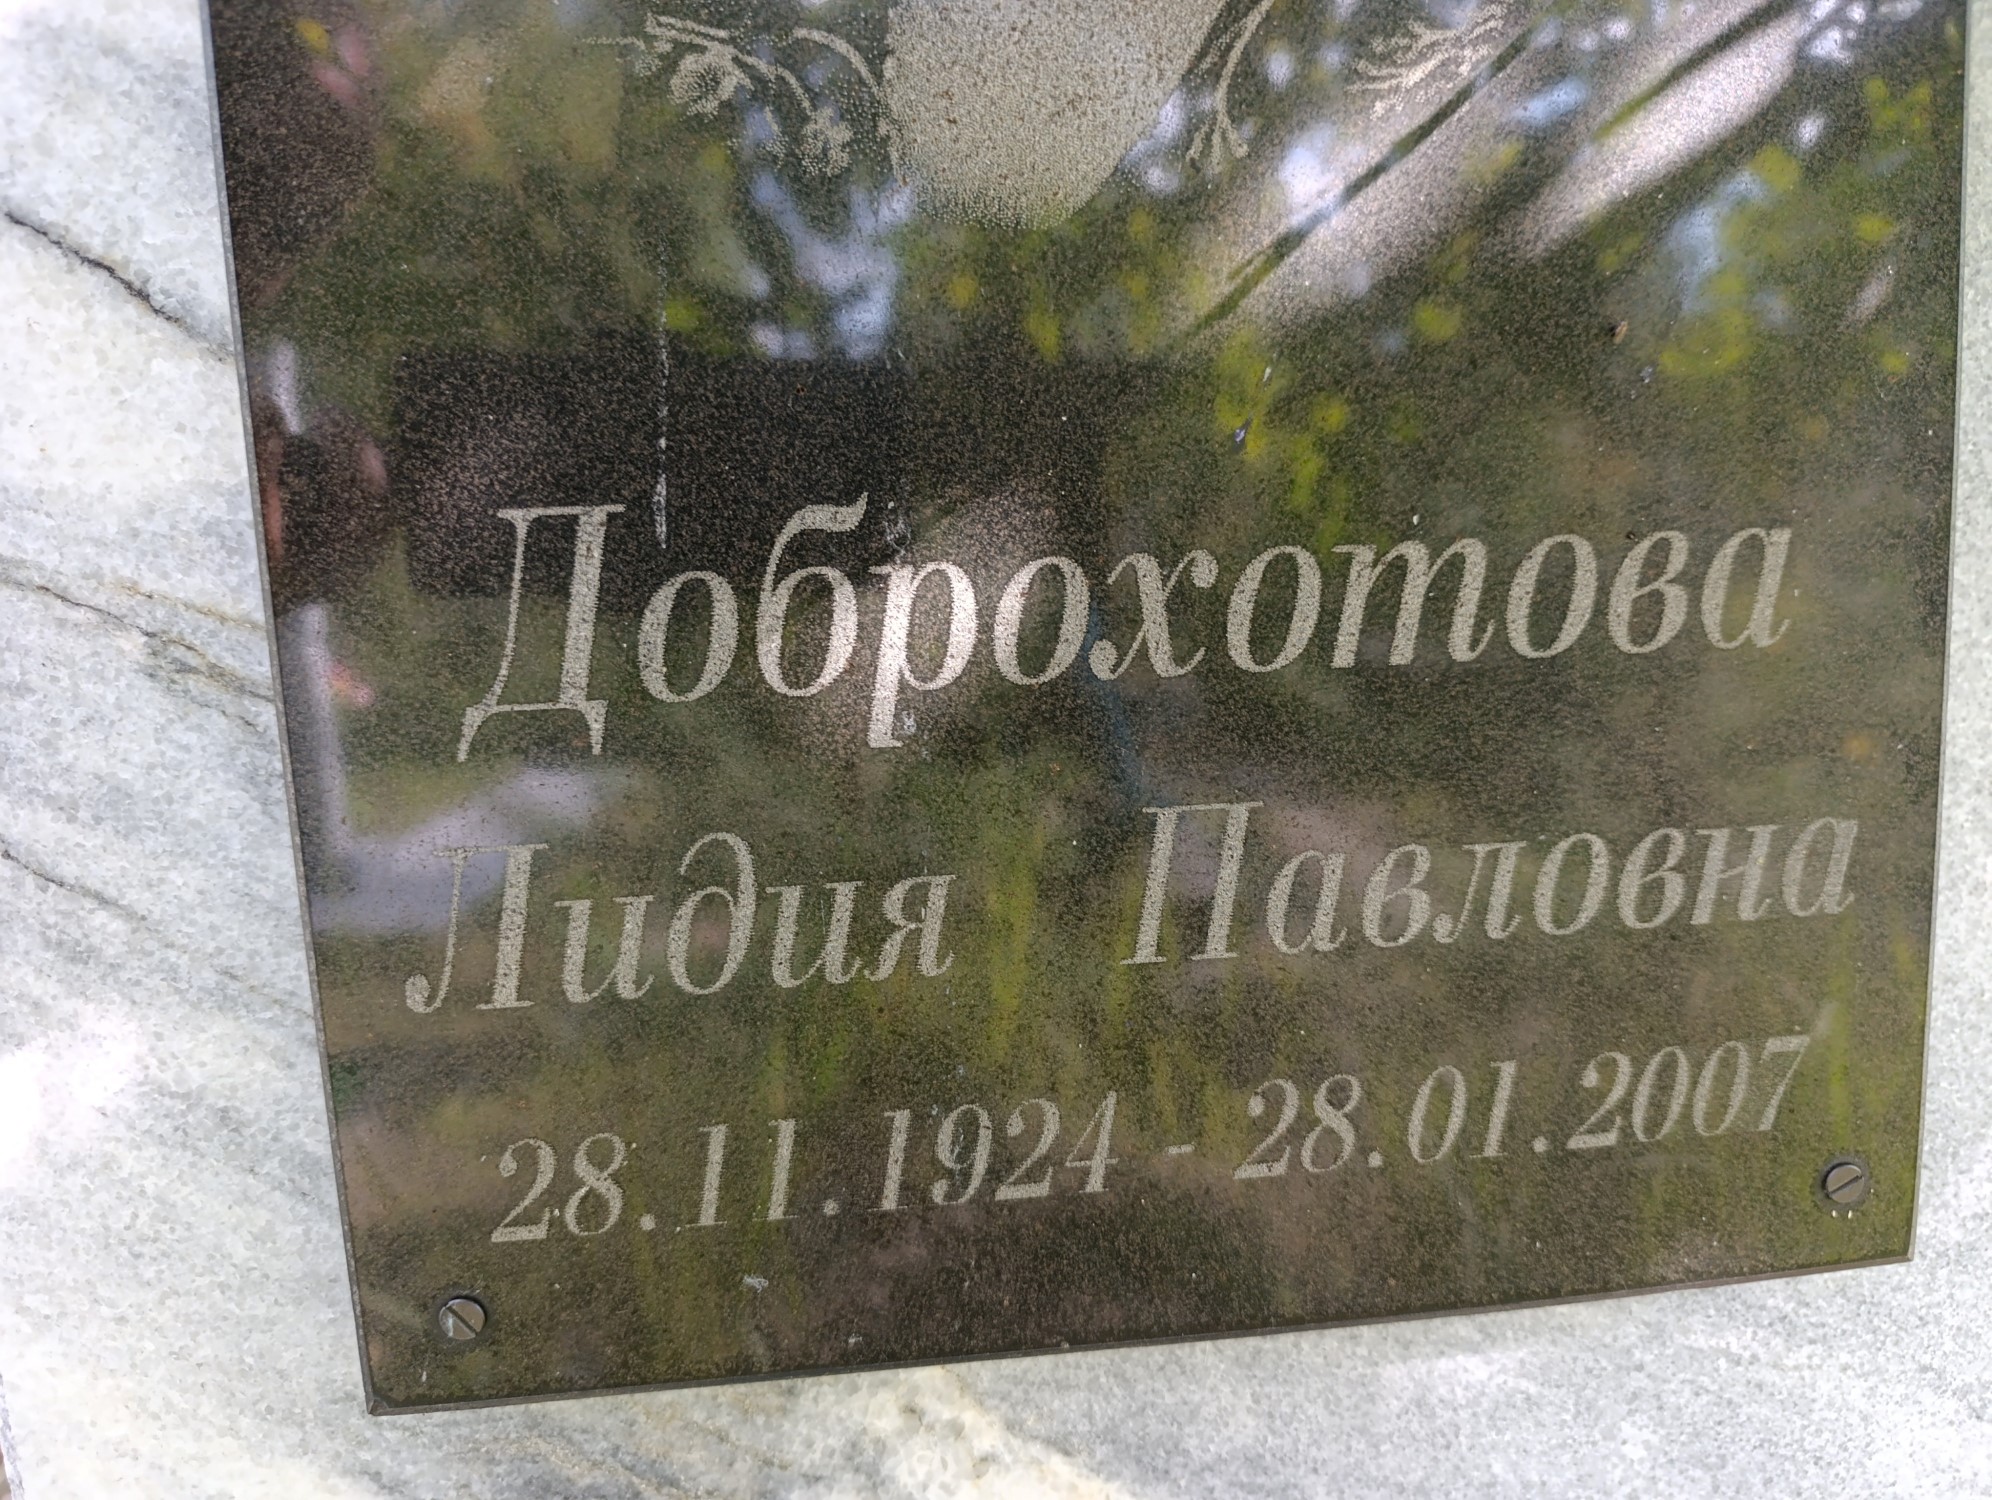 Доброхотова
Лидия Павловна
28.11.1924 - 28.01.2007